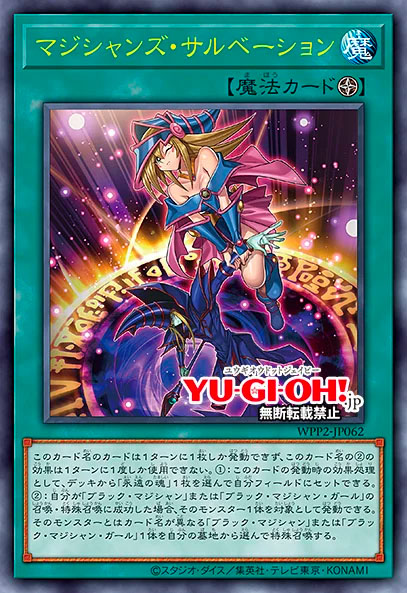 マジシャンズ・サルベーション
魔
【魔法カード】
ユウギオウドットジェイピー
YU-GI-OH!.jp
無断転載禁止
WPP2-JP062
このカード名のカードは1ターンに1枚しか発動できず、このカード名の②の
効果は1ターンに1度しか使用できない。①：このカードの発動時の効果処理
として、デッキから「永遠の魂」1枚を選んで自分フィールドにセットできる。
②：自分が「ブラック・マジシャン」または「ブラック・マジシャン・ガール」の
召喚・特殊召喚に成功した場合、そのモンスター1体を対象として発動できる。
そのモンスターとはカード名が異なる「ブラック・マジシャン」または「ブラッ
ク・マジシャン・ガール」1体を自分の墓地から選んで特殊召喚する。
©スタジオ・ダイス／集英社・テレビ東京・KONAMI